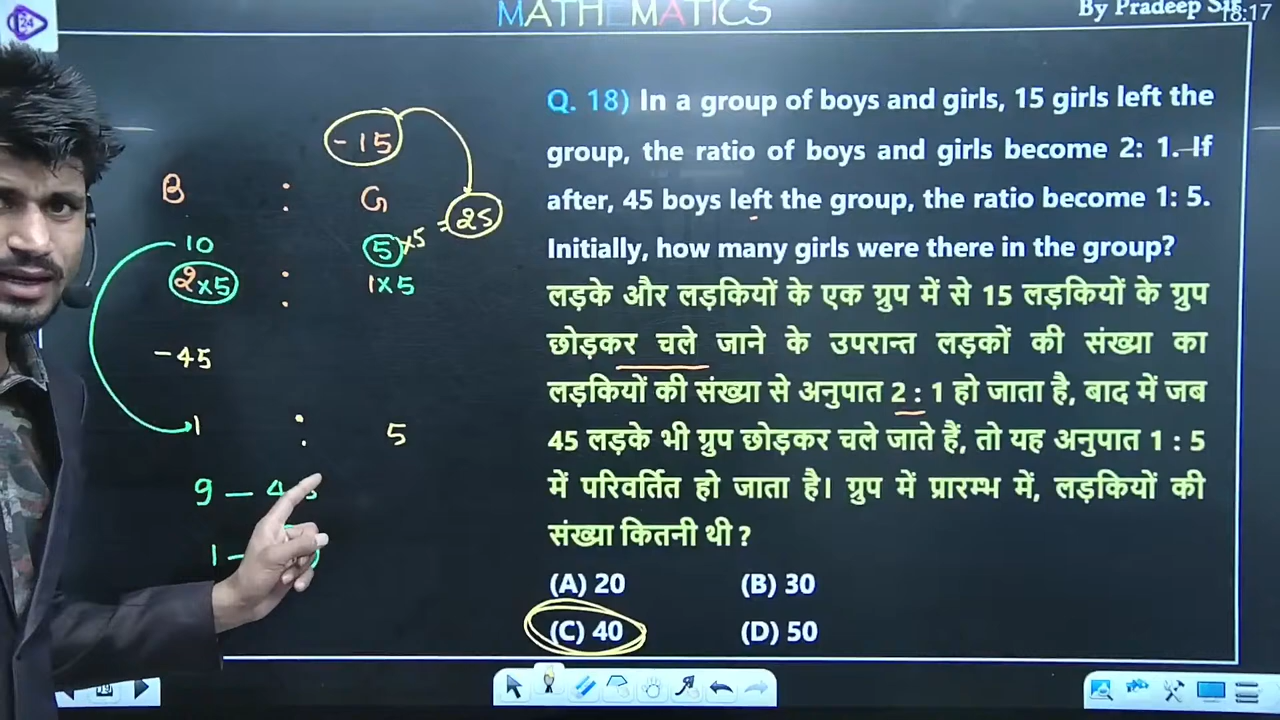 24
MATHEMATICS
By Pradeep Sir
18:17
Q. 18) In a group of boys and girls, 15 girls left the
group, the ratio of boys and girls become 2: 1. If
after, 45 boys left the group, the ratio become 1: 5.
Initially, how many girls were there in the group?
लड़के और लड़कियों के एक ग्रुप में से 15 लड़कियों के ग्रुप
छोड़कर चले जाने के उपरान्त लड़कों की संख्या का
लड़कियों की संख्या से अनुपात 2 : 1 हो जाता है, बाद में जब
45 लड़के भी ग्रुप छोड़कर चले जाते हैं, तो यह अनुपात 1 : 5
में परिवर्तित हो जाता है। ग्रुप में प्रारम्भ में, लड़कियों की
संख्या कितनी थी ?
(A) 20 (B) 30
(C) 40 (D) 50
-15
B : G
10 5 ×5 = 25
2×5 : 1×5
-45
1 : 5
9 —
1 —